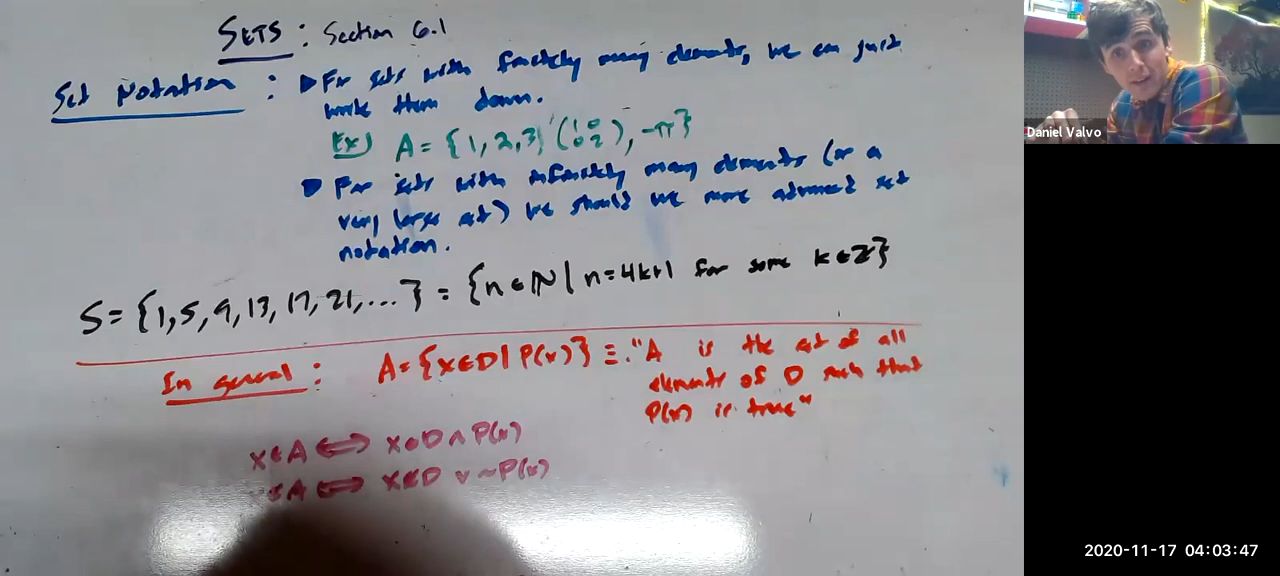 SETS: Section 6.1
Set Notation: ▷ For sets with finitely many elements, we can just
write them down.
Ex) A = {1, 2, 3, (1 0 0 2), -π}
▷ For sets with infinitely many elements (or a
very large set) we should use more advanced set
notation.
S = {1, 5, 9, 13, 17, 21, ...} = {n ∈ ℕ | n = 4k+1 for some k ∈ ℤ}
In general: A = {x ∈ D | P(x)} ≡ "A is the set of all
elements of D such that
P(x) is true"
x ∈ A ⟺ x ∈ D ∧ P(x)
∉ A ⟺ x ∉ D ∨ ~P(x)
Daniel Valvo
2020-11-17 04:03:47